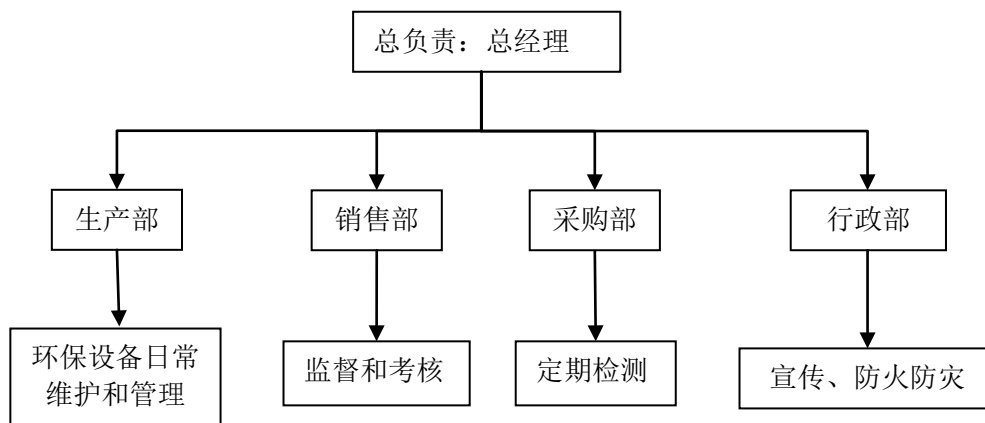 总负责：总经理
生产部
销售部
采购部
行政部
环保设备日常
维护和管理
监督和考核
定期检测
宣传、防火防灾